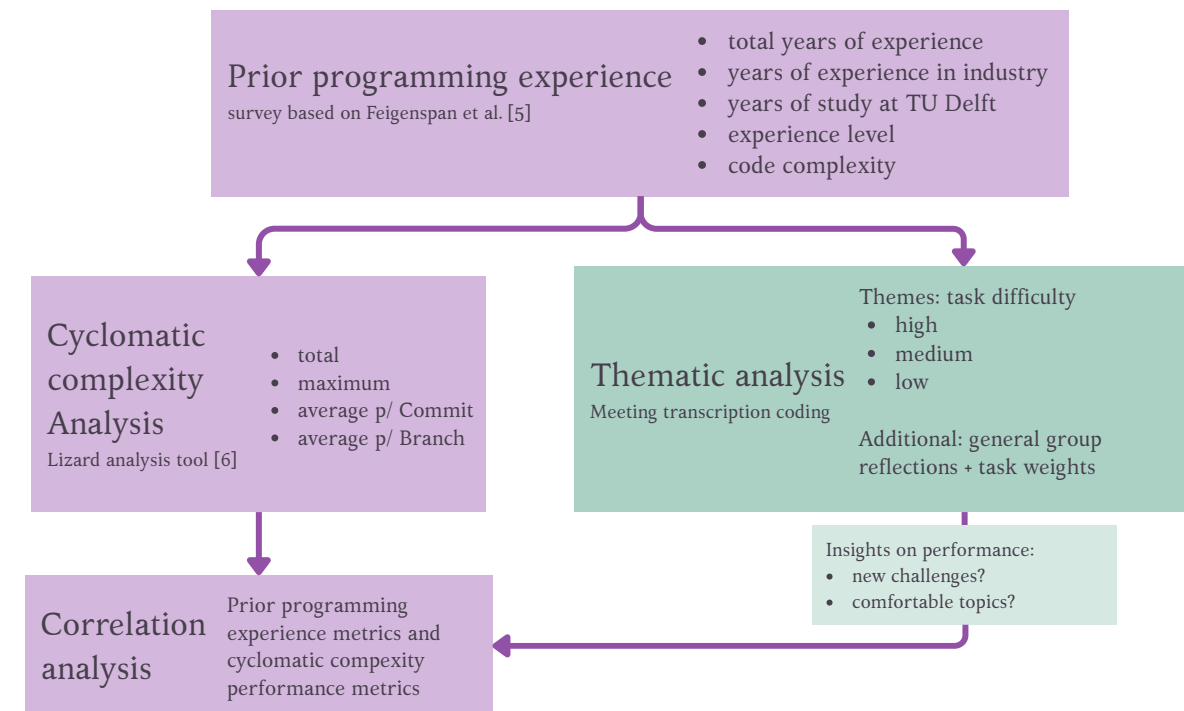 Prior programming experience
survey based on Feigenspan et al. [5]
• total years of experience
• years of experience in industry
• years of study at TU Delft
• experience level
• code complexity
Cyclomatic
complexity
Analysis
Lizard analysis tool [6]
• total
• maximum
• average p/ Commit
• average p/ Branch
Thematic analysis
Meeting transcription coding
Themes: task difficulty
• high
• medium
• low
Additional: general group
reflections + task weights
Insights on performance:
• new challenges?
• comfortable topics?
Correlation
analysis
Prior programming
experience metrics and
cyclomatic compexity
performance metrics